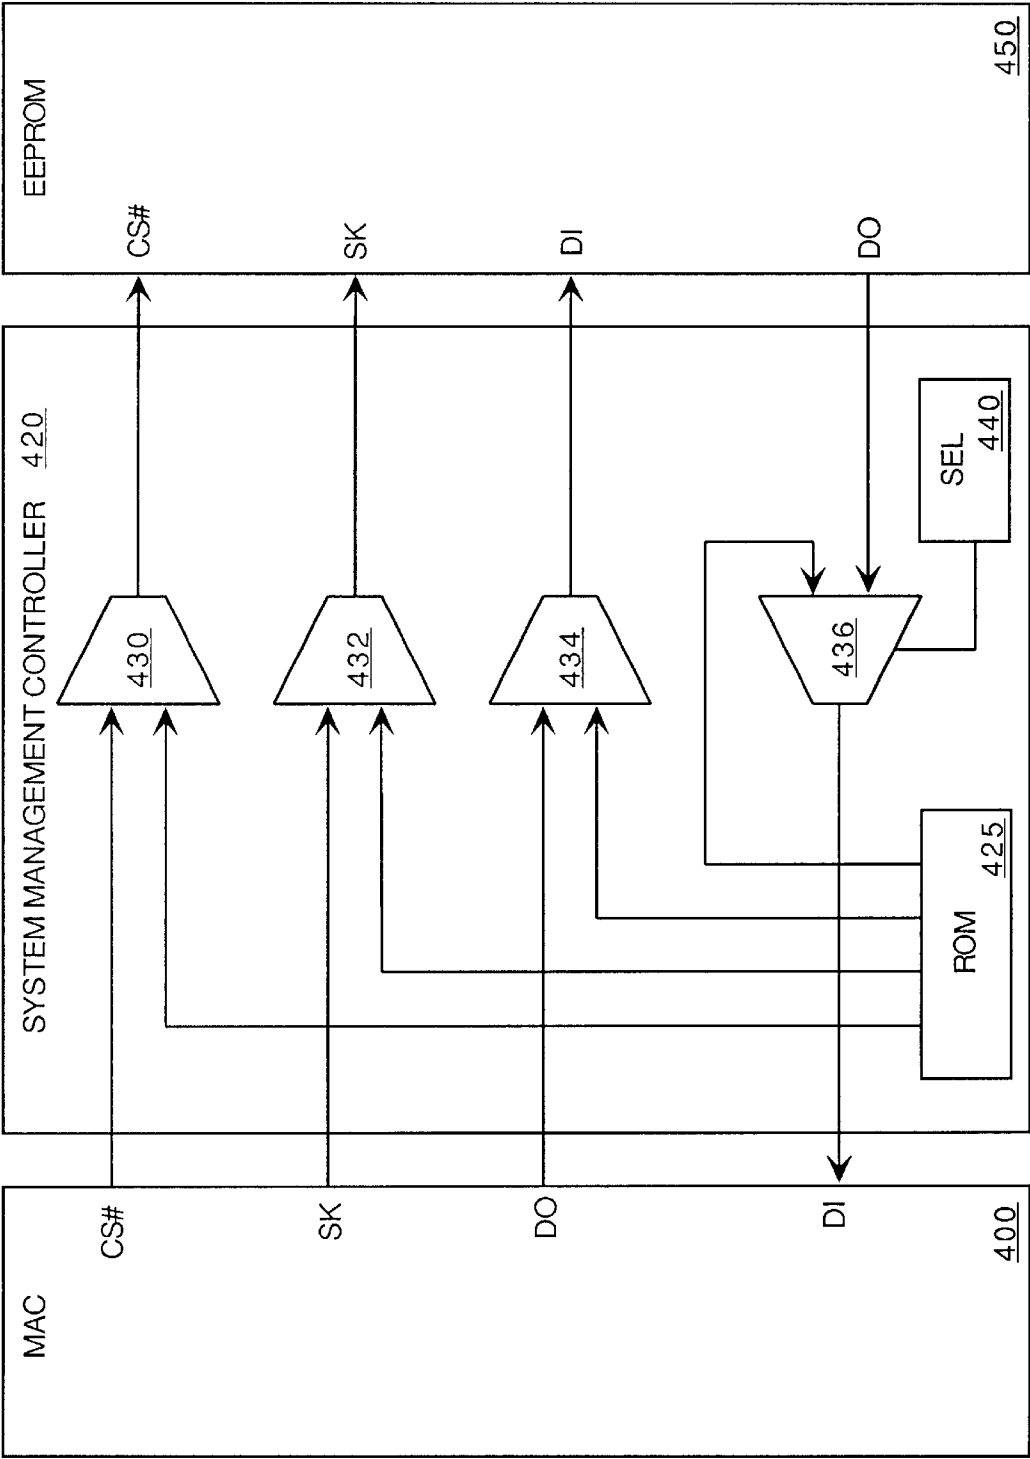 MAC
CS#
SK
DO
DI
400
SYSTEM MANAGEMENT CONTROLLER 420
430
432
434
436
ROM
425
SEL
440
EEPROM
CS#
SK
DI
DO
450